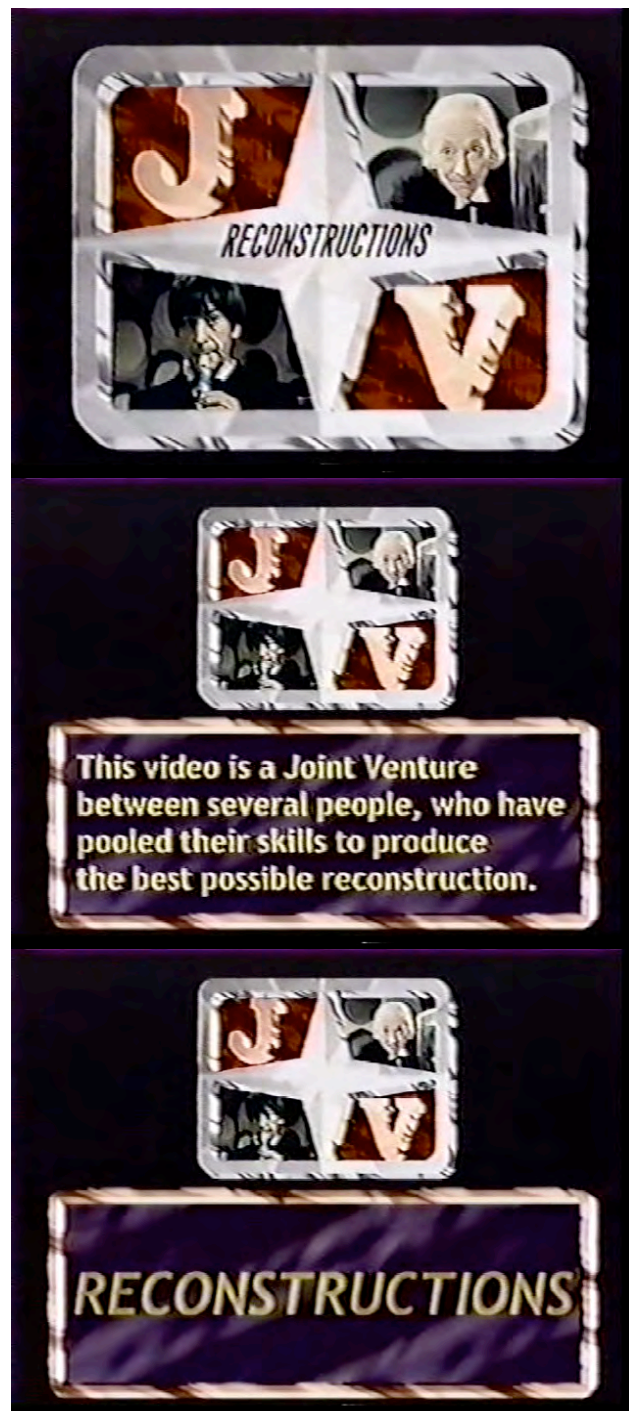 J
RECONSTRUCTIONS
V
J
V
This video is a Joint Venture
between several people, who have
pooled their skills to produce
the best possible reconstruction.
J
V
RECONSTRUCTIONS